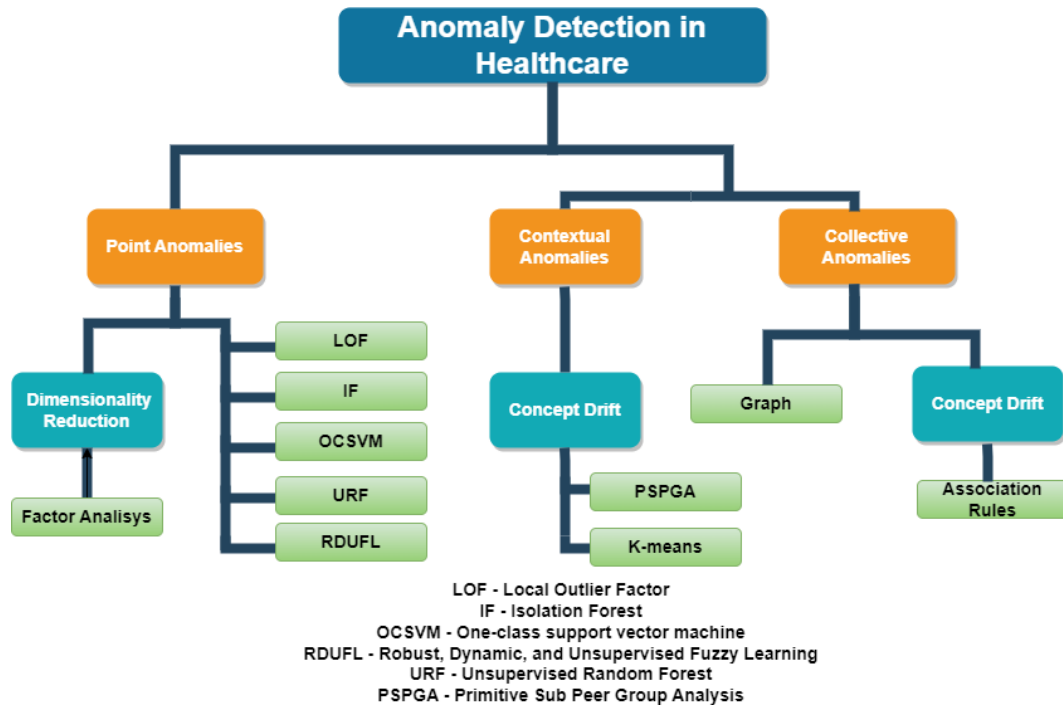 Anomaly Detection in
Healthcare
Point Anomalies
Contextual
Anomalies
Collective
Anomalies
LOF
IF
OCSVM
URF
RDUFL
Dimensionality
Reduction
Factor Analisys
Concept Drift
PSPGA
K-means
Graph
Concept Drift
Association
Rules
LOF - Local Outlier Factor
IF - Isolation Forest
OCSVM - One-class support vector machine
RDUFL - Robust, Dynamic, and Unsupervised Fuzzy Learning
URF - Unsupervised Random Forest
PSPGA - Primitive Sub Peer Group Analysis